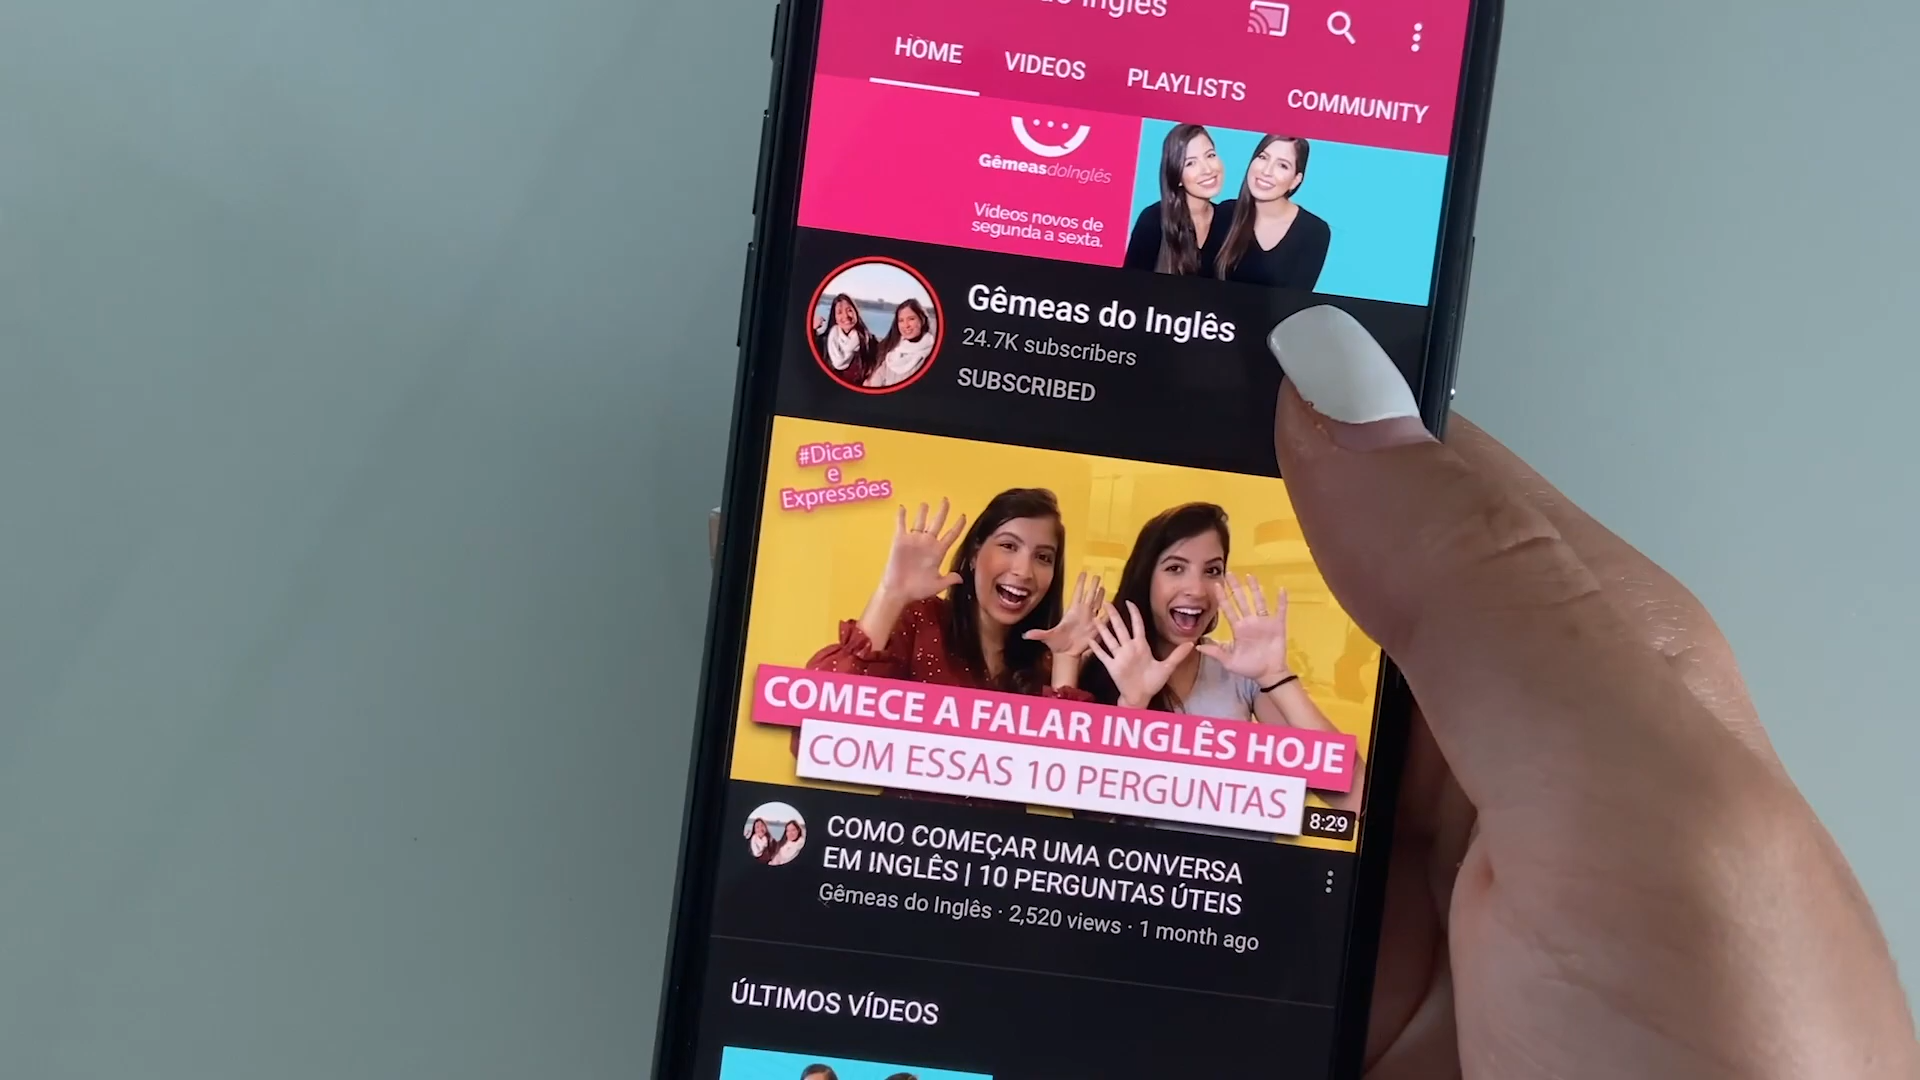 Inglês
HOME VIDEOS PLAYLISTS COMMUNITY
GêmeasdoInglês
Vídeos novos de
segunda a sexta.
Gêmeas do Inglês
24.7K subscribers
SUBSCRIBED
#Dicas
e
Expressões
COMECE A FALAR INGLÊS HOJE
COM ESSAS 10 PERGUNTAS
8:29
COMO COMEÇAR UMA CONVERSA
EM INGLÊS | 10 PERGUNTAS ÚTEIS
Gêmeas do Inglês · 2,520 views · 1 month ago
ÚLTIMOS VÍDEOS